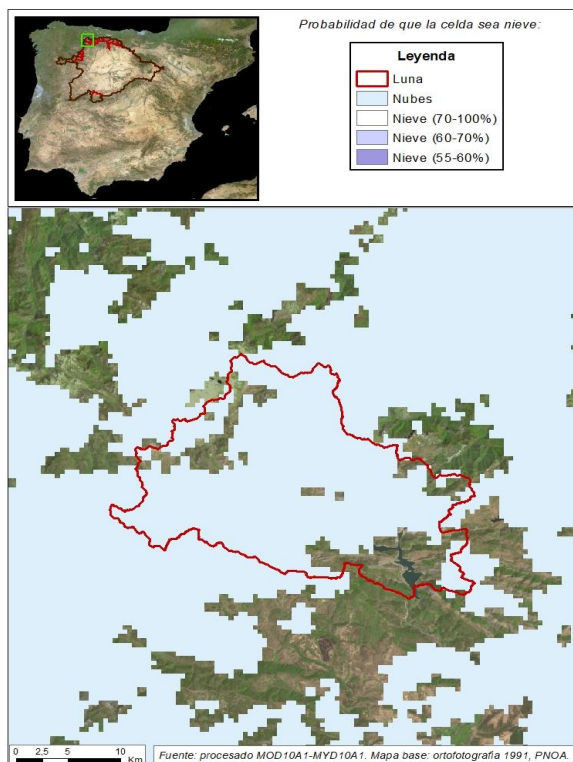 Probabilidad de que la celda sea nieve:
Leyenda
Luna
Nubes
Nieve (70-100%)
Nieve (60-70%)
Nieve (55-60%)
0 2,5 5 10
Km
Fuente: procesado MOD10A1-MYD10A1. Mapa base: ortofotografia 1991, PNOA.